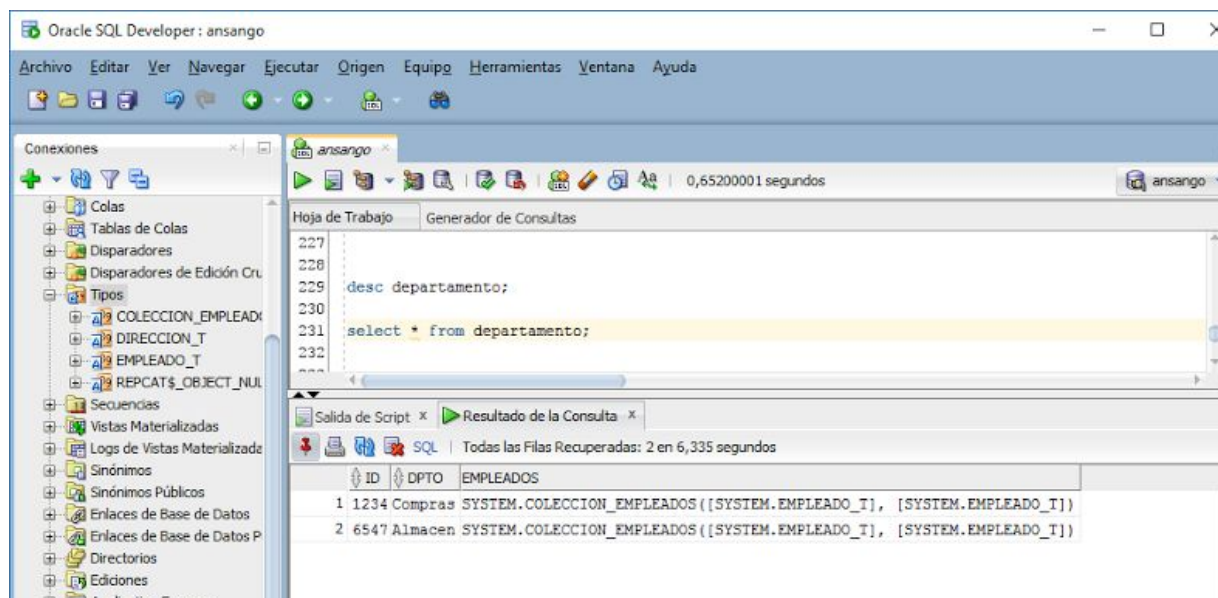 Oracle SQL Developer : ansango
Archivo Editar Ver Navegar Ejecutar Origen Equipo Herramientas Ventana Ayuda
Conexiones
ansango
0,65200001 segundos
ansango
Colas
Tablas de Colas
Disparadores
Disparadores de Edición Cru
Tipos
COLECCION_EMPLEAD
DIRECCION_T
EMPLEADO_T
REPCAT$_OBJECT_NUL
Secuencias
Vistas Materializadas
Logs de Vistas Materializada
Sinónimos
Sinónimos Públicos
Enlaces de Base de Datos
Enlaces de Base de Datos P
Directorios
Ediciones
Hoja de Trabajo Generador de Consultas
227
228
229 desc departamento;
230
231 select * from departamento;
232
Salida de Script x Resultado de la Consulta x
SQL | Todas las Filas Recuperadas: 2 en 6,335 segundos
ID DPTO EMPLEADOS
1 1234 Compras SYSTEM.COLECCION_EMPLEADOS([SYSTEM.EMPLEADO_T], [SYSTEM.EMPLEADO_T])
2 6547 Almacen SYSTEM.COLECCION_EMPLEADOS([SYSTEM.EMPLEADO_T], [SYSTEM.EMPLEADO_T])